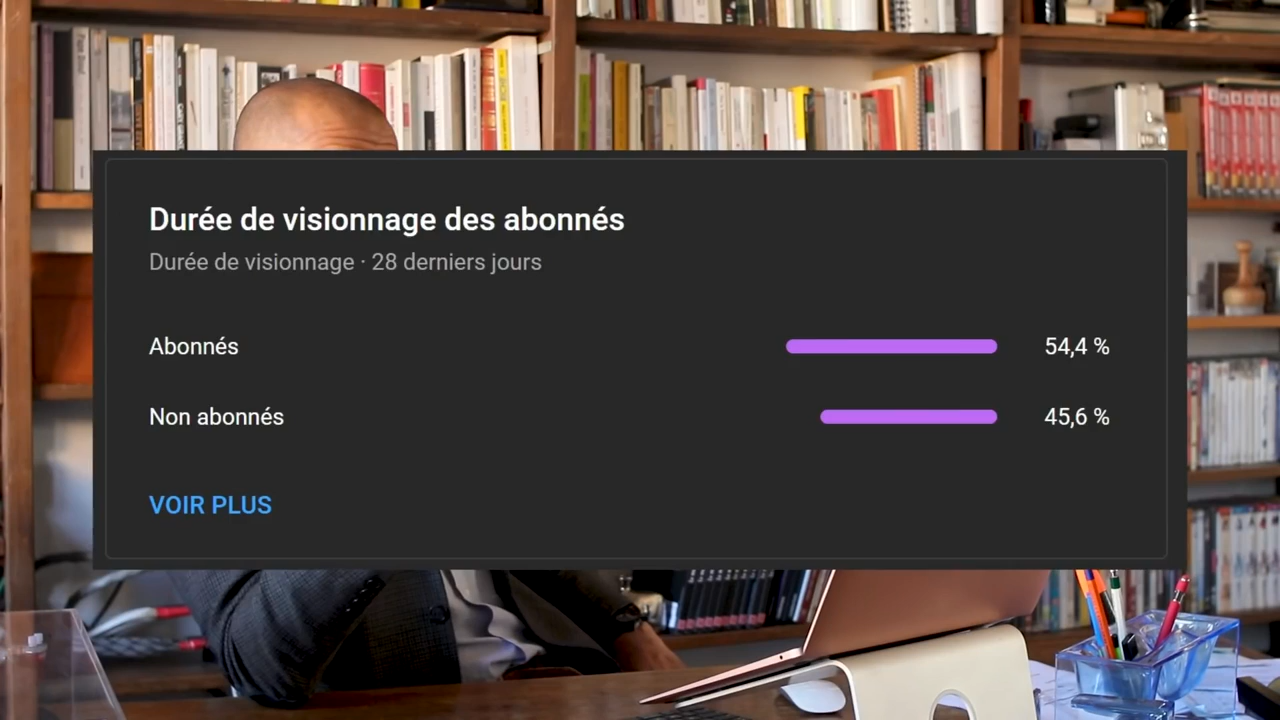 Durée de visionnage des abonnés
Durée de visionnage · 28 derniers jours
Abonnés 54,4 %
Non abonnés 45,6 %
VOIR PLUS